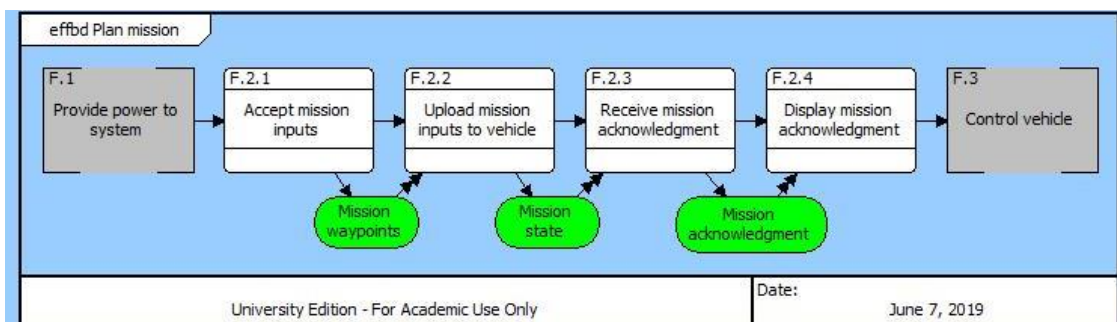 effbd Plan mission
F.1
Provide power to
system
F.2.1
Accept mission
inputs
F.2.2
Upload mission
inputs to vehicle
F.2.3
Receive mission
acknowledgment
F.2.4
Display mission
acknowledgment
F.3
Control vehicle
Mission
waypoints
Mission
state
Mission
acknowledgment
University Edition - For Academic Use Only
Date:
June 7, 2019